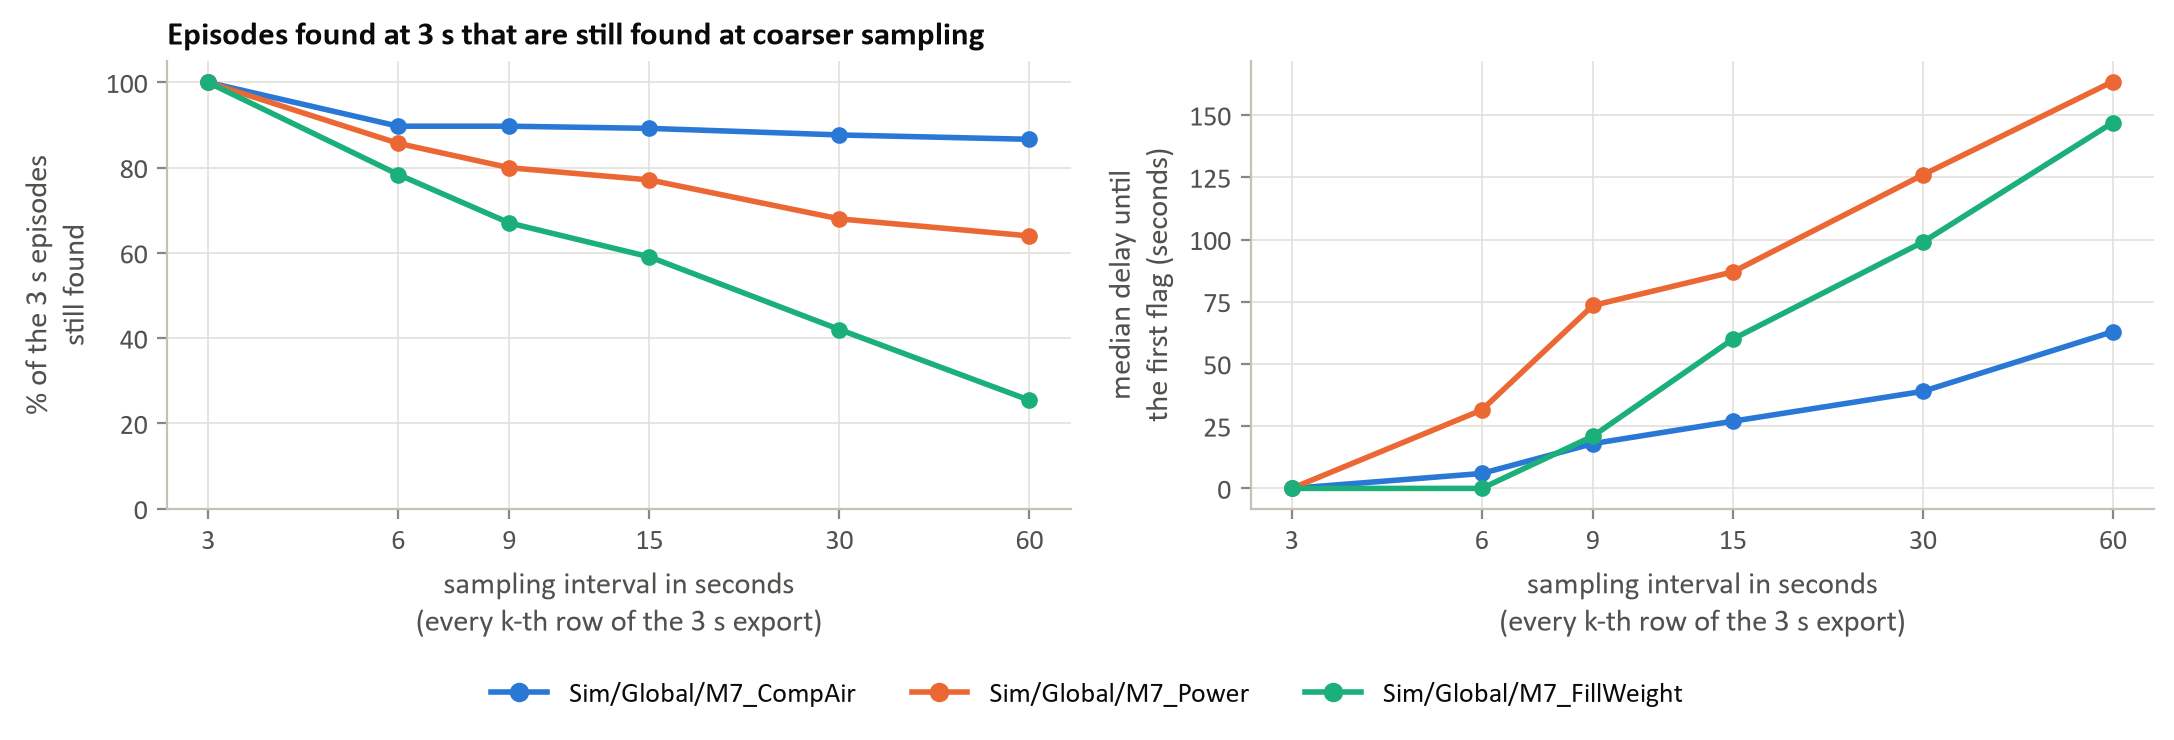 Episodes found at 3 s that are still found at coarser sampling
% of the 3 s episodes
still found
100
80
60
40
20
0
3 6 9 15 30 60
sampling interval in seconds
(every k-th row of the 3 s export)
median delay until
the first flag (seconds)
150
125
100
75
50
25
0
3 6 9 15 30 60
sampling interval in seconds
(every k-th row of the 3 s export)
Sim/Global/M7_CompAir Sim/Global/M7_Power Sim/Global/M7_FillWeight